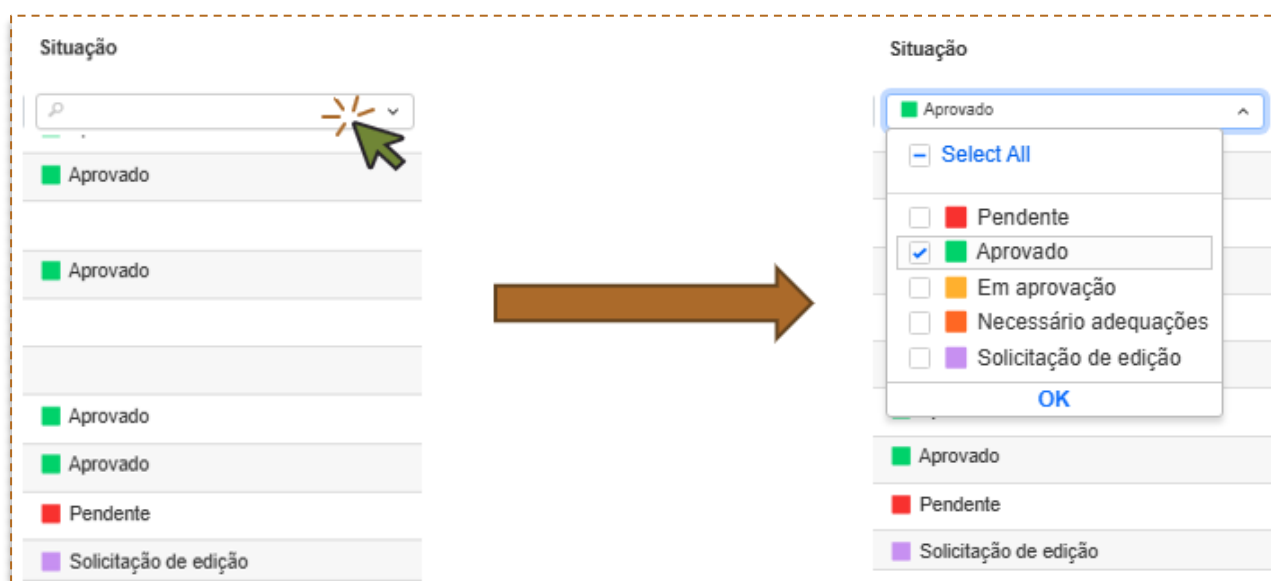 Situação
Aprovado
Aprovado
Aprovado
Aprovado
Pendente
Solicitação de edição
Situação
Aprovado
Select All
Pendente
Aprovado
Em aprovação
Necessário adequações
Solicitação de edição
OK
Aprovado
Pendente
Solicitação de edição